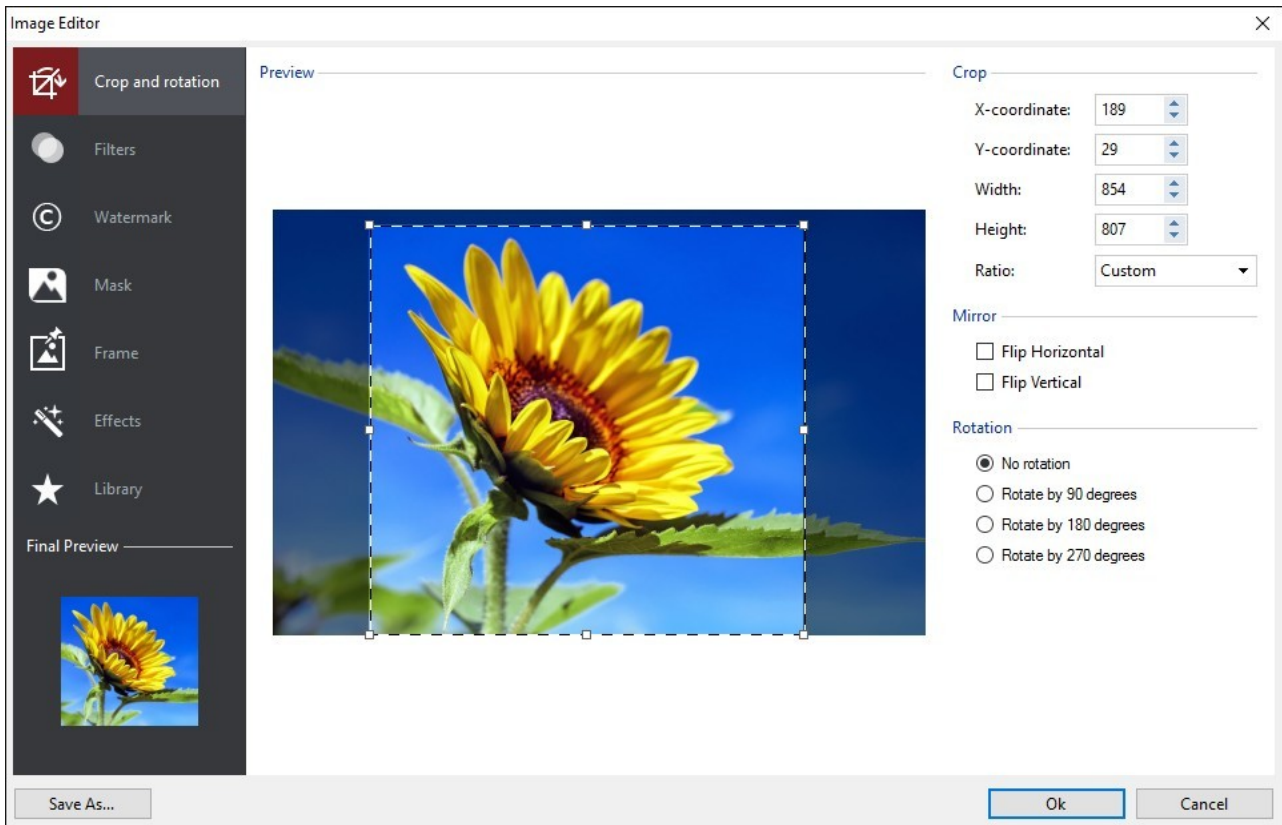 Image Editor
Crop and rotation
Filters
Watermark
Mask
Frame
Effects
Library
Final Preview
Preview
Crop
X-coordinate: 189
Y-coordinate: 29
Width: 854
Height: 807
Ratio: Custom
Mirror
Flip Horizontal
Flip Vertical
Rotation
No rotation
Rotate by 90 degrees
Rotate by 180 degrees
Rotate by 270 degrees
Save As...
Ok
Cancel